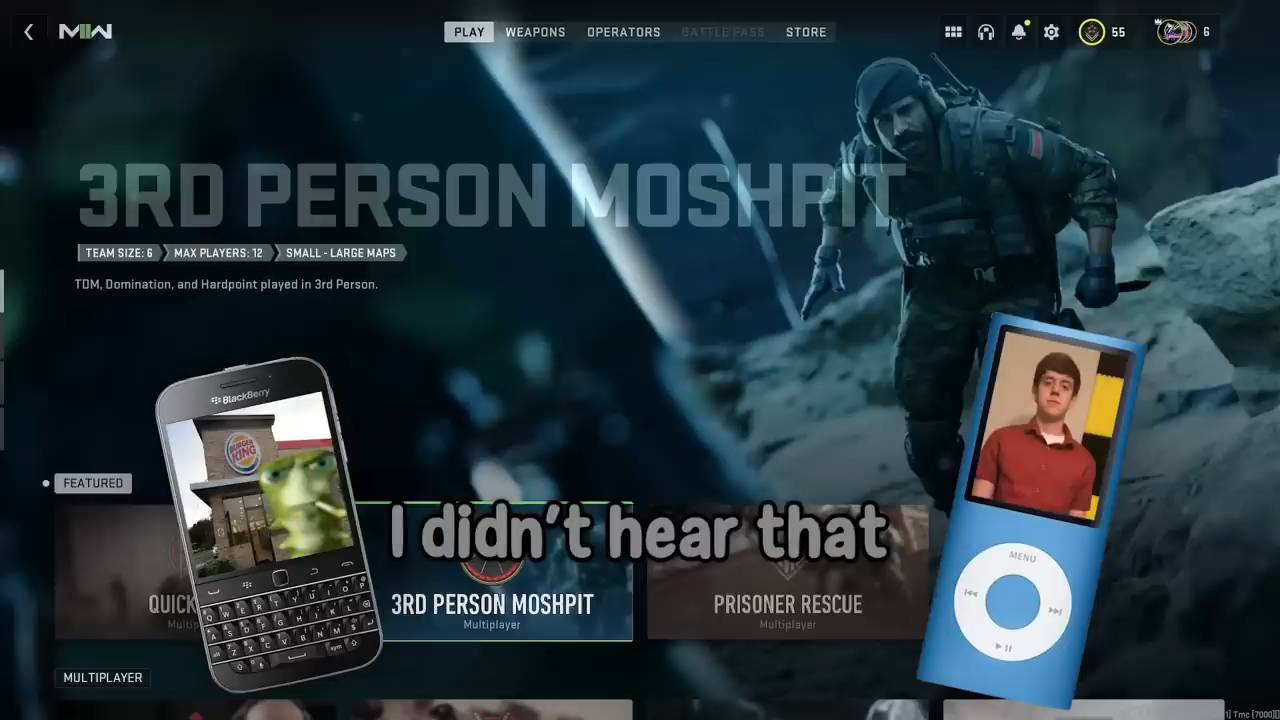 MW
PLAY
WEAPONS
OPERATORS
BATTLE PASS
STORE
55
6
3RD PERSON MOSHPIT
TEAM SIZE: 6
MAX PLAYERS: 12
SMALL - LARGE MAPS
TDM, Domination, and Hardpoint played in 3rd Person.
BlackBerry
BURGER KING
FEATURED
I didn't hear that
MENU
QUICK
3RD PERSON MOSHPIT
Multiplayer
PRISONER RESCUE
Multiplayer
MULTIPLAYER